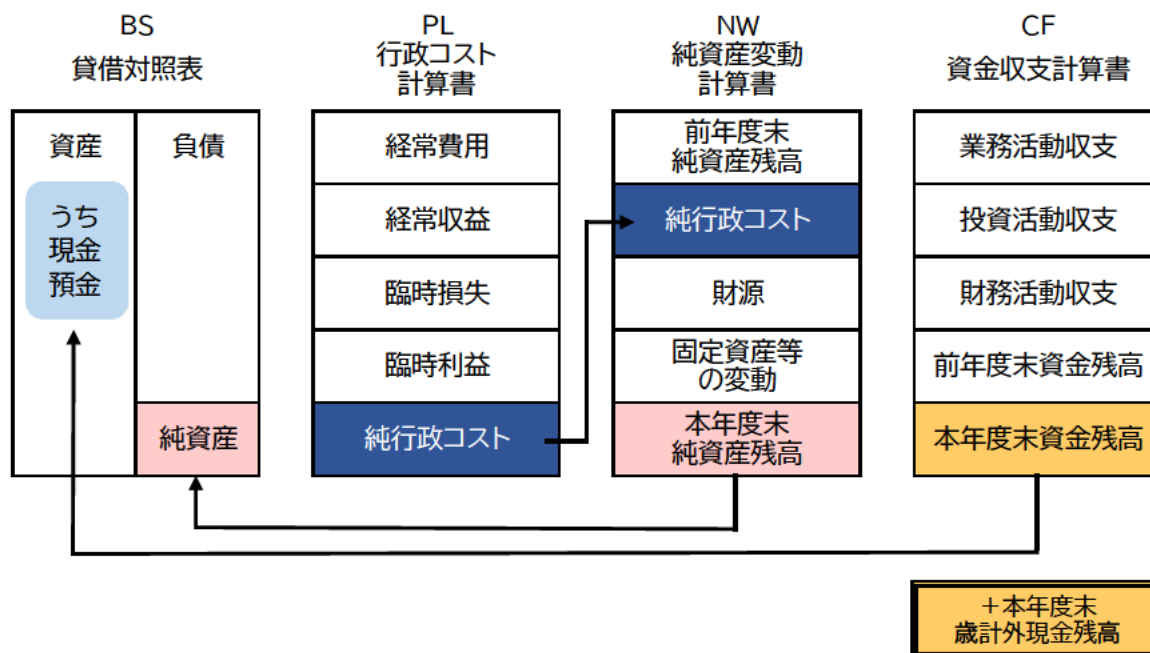 BS
貸借対照表
資産
うち
現金
預金
負債
純資産
PL
行政コスト
計算書
経常費用
経常収益
臨時損失
臨時利益
純行政コスト
NW
純資産変動
計算書
前年度末
純資産残高
純行政コスト
財源
固定資産等
の変動
本年度末
純資産残高
CF
資金収支計算書
業務活動収支
投資活動収支
財務活動収支
前年度末資金残高
本年度末資金残高
＋本年度末
歳計外現金残高